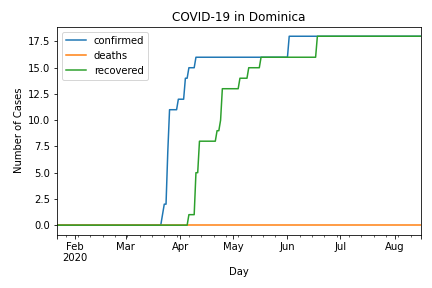 COVID-19 in Dominica
confirmed
deaths
recovered
17.5
15.0
12.5
10.0
7.5
5.0
2.5
0.0
Number of Cases
Feb Mar Apr May Jun Jul Aug
2020
Day